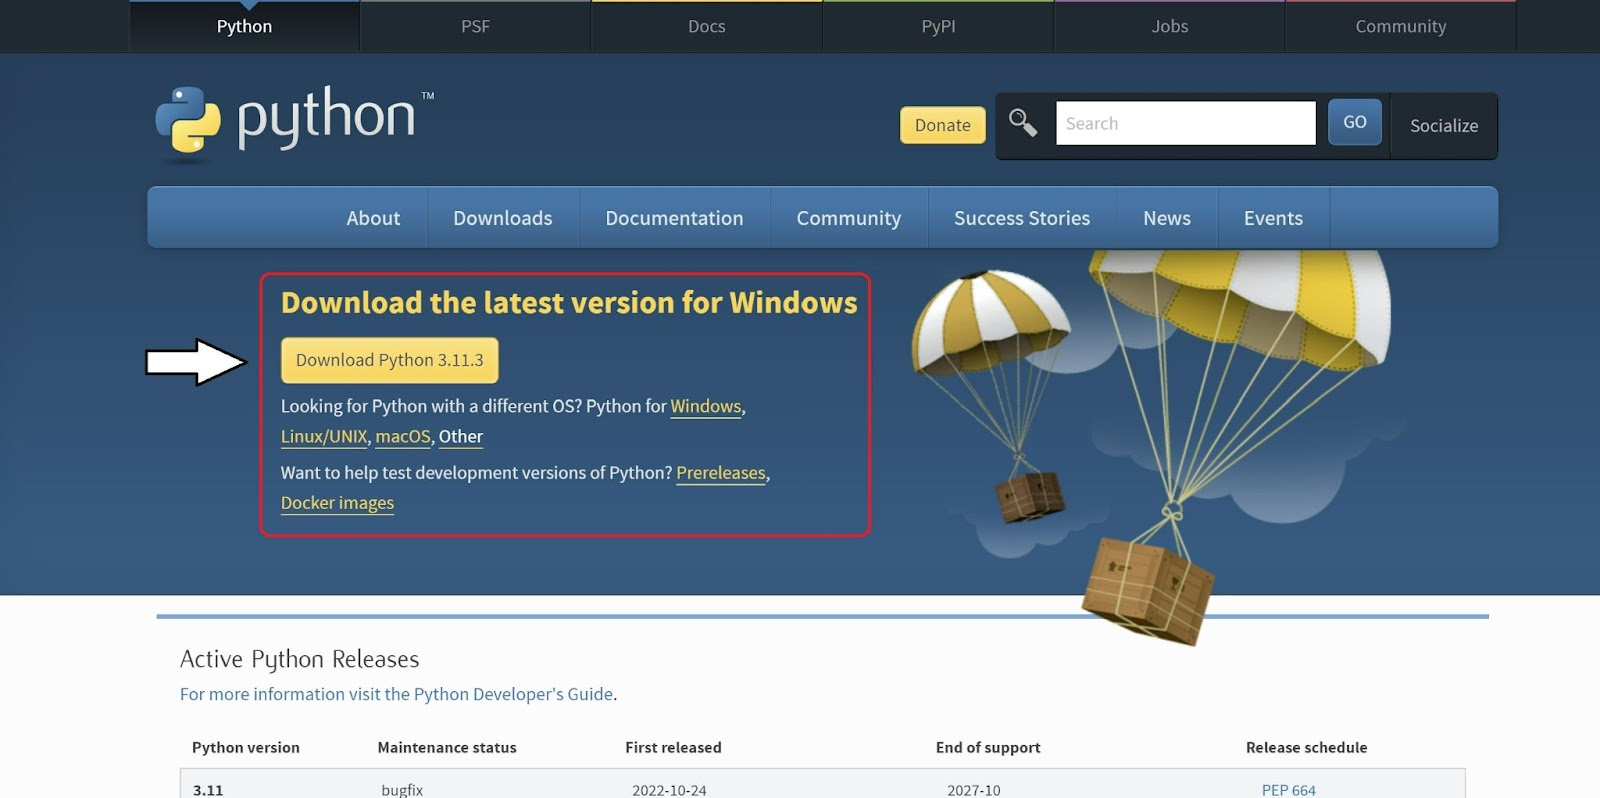 Python PSF Docs PyPI Jobs Community
python™
Donate Search GO Socialize
About Downloads Documentation Community Success Stories News Events
Download the latest version for Windows
Download Python 3.11.3
Looking for Python with a different OS? Python for Windows,
Linux/UNIX, macOS, Other
Want to help test development versions of Python? Prereleases,
Docker images
Active Python Releases
For more information visit the Python Developer's Guide.
Python version Maintenance status First released End of support Release schedule
3.11 bugfix 2022-10-24 2027-10 PEP 664